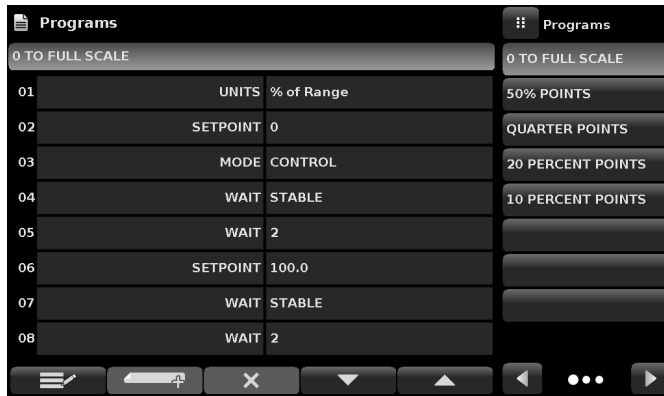 Programs
0 TO FULL SCALE
01 UNITS % of Range
02 SETPOINT 0
03 MODE CONTROL
04 WAIT STABLE
05 WAIT 2
06 SETPOINT 100.0
07 WAIT STABLE
08 WAIT 2
Programs
0 TO FULL SCALE
50% POINTS
QUARTER POINTS
20 PERCENT POINTS
10 PERCENT POINTS